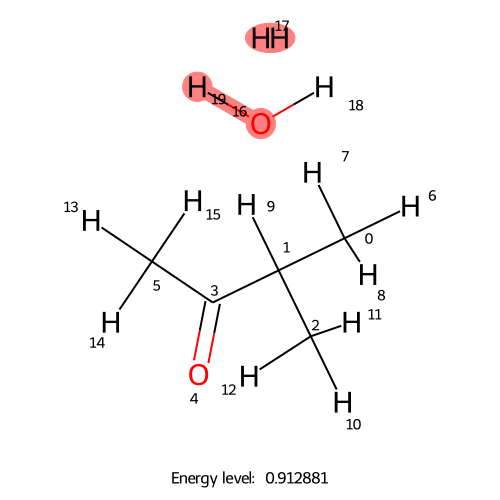 HH 17
H 19 16 O H 18
H 7
13 H H 15 H 9 H 6
1 0
5 3 H 8
H 14 2 H 11
O 4 12 H
H 10
Energy level: 0.912881